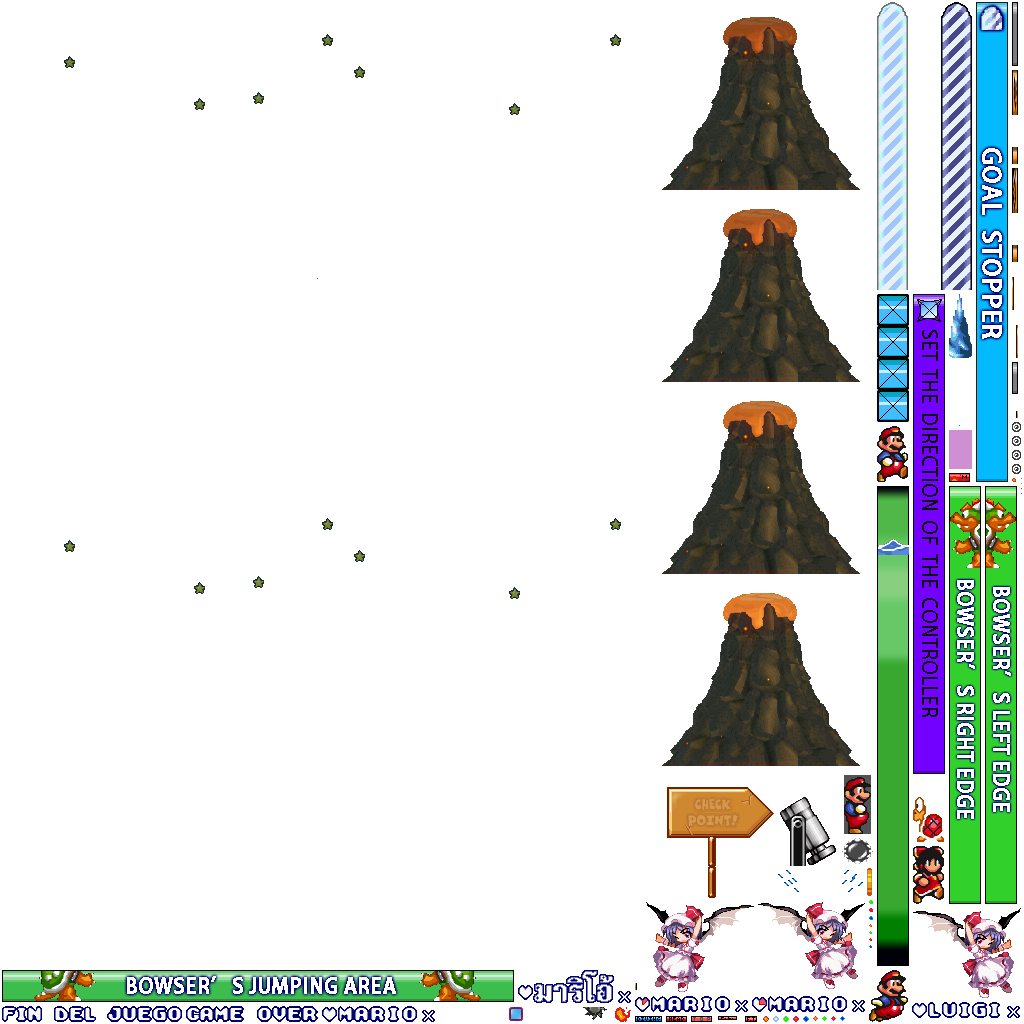 GOAL STOPPER
SET THE DIRECTION OF THE CONTROLLER
BOWSER'S RIGHT EDGE
BOWSER'S LEFT EDGE
CHECK
POINT!
BOWSER'S JUMPING AREA
♥มาริโอ้ x
♥MARIO x
♥MARIO x
♥LUIGI x
FIN DEL JUEGO
GAME OVER
♥MARIO x